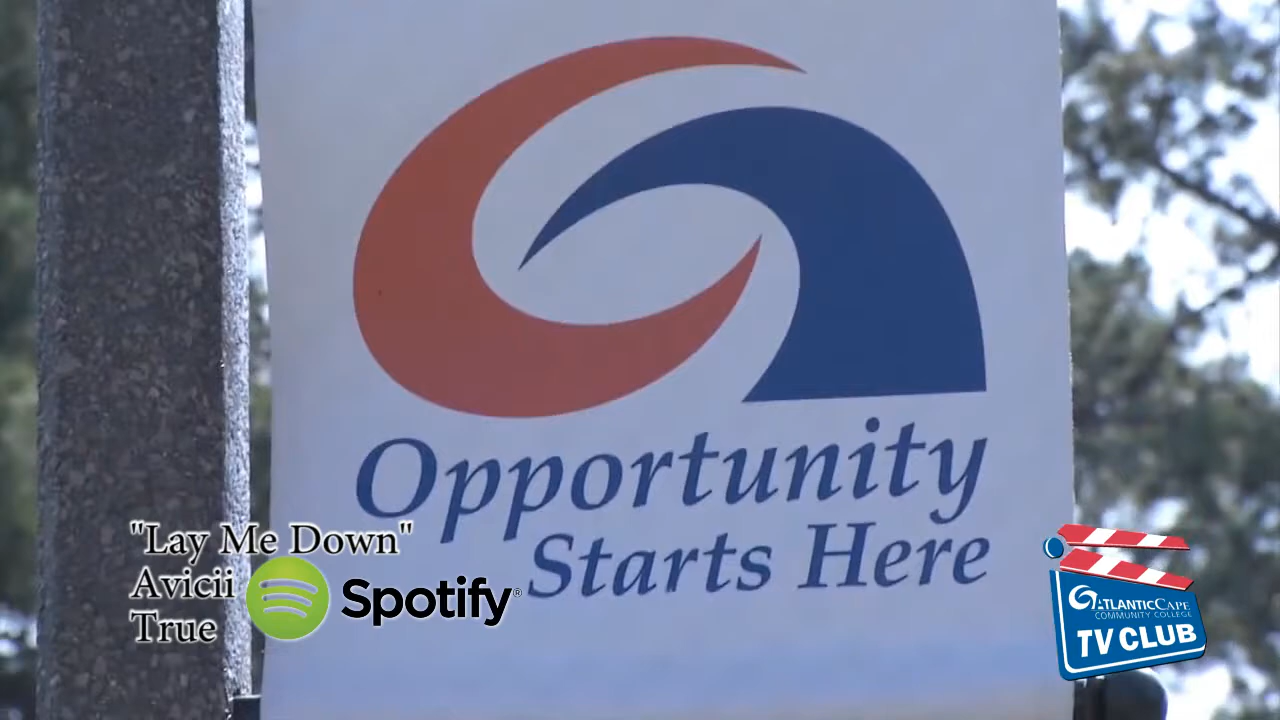 Opportunity
Starts Here
"Lay Me Down"
Avicii
True
Spotify®
ATLANTICCAPE
COMMUNITY COLLEGE
TV CLUB